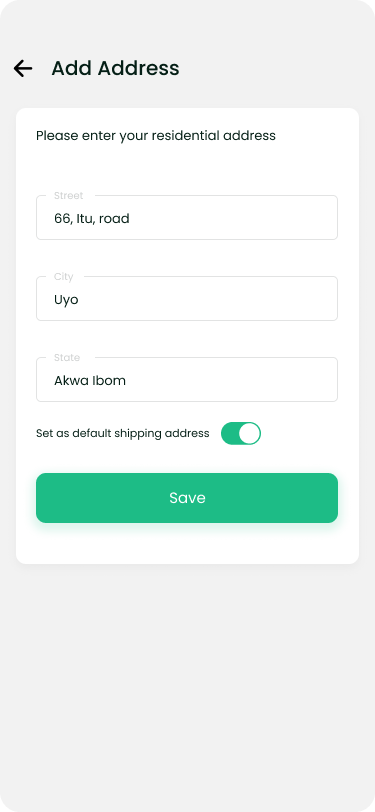 Add Address
Please enter your residential address
Street
66, Itu, road
City
Uyo
State
Akwa Ibom
Set as default shipping address
Save